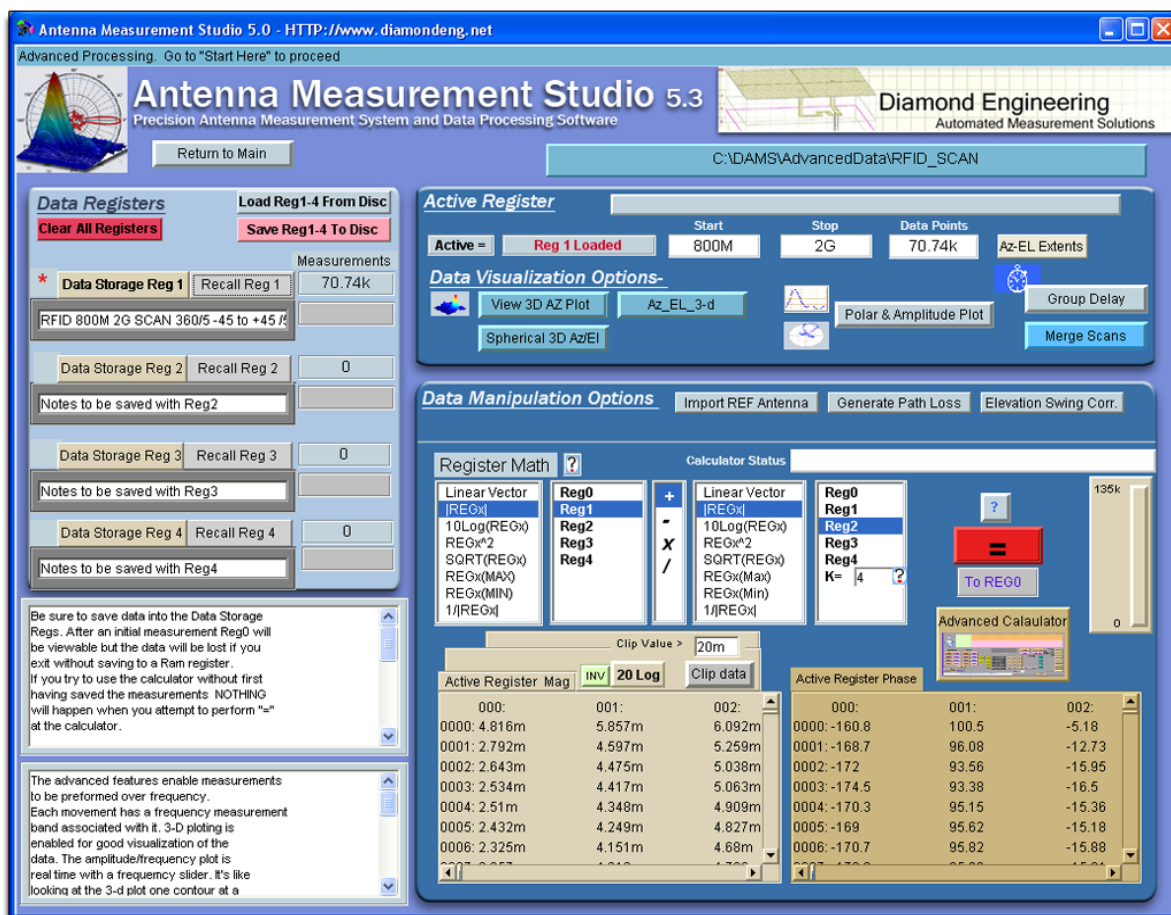 Antenna Measurement Studio 5.0 - HTTP://www.diamondeng.net
Advanced Processing. Go to "Start Here" to proceed
Antenna Measurement Studio 5.3
Precision Antenna Measurement System and Data Processing Software
Diamond Engineering
Automated Measurement Solutions
Return to Main
C:\DAMS\AdvancedData\RFID_SCAN
Data Registers
Load Reg1-4 From Disc
Clear All Registers
Save Reg1-4 To Disc
Measurements
* Data Storage Reg 1 Recall Reg 1 70.74k
RFID 800M 2G SCAN 360/5 -45 to +45 /5
Data Storage Reg 2 Recall Reg 2 0
Notes to be saved with Reg2
Data Storage Reg 3 Recall Reg 3 0
Notes to be saved with Reg3
Data Storage Reg 4 Recall Reg 4 0
Notes to be saved with Reg4
Be sure to save data into the Data Storage
Regs. After an initial measurement Reg0 will
be viewable but the data will be lost if you
exit without saving to a Ram register.
If you try to use the calculator without first
having saved the measurements NOTHING
will happen when you attempt to perform "="
at the calculator.
The advanced features enable measurements
to be preformed over frequency.
Each movement has a frequency measurement
band associated with it. 3-D ploting is
enabled for good visualization of the
data. The amplitude/frequency plot is
real time with a frequency slider. It's like
looking at the 3-d plot one contour at a
Active Register
Start Stop Data Points
Active = Reg 1 Loaded 800M 2G 70.74k Az-EL Extents
Data Visualization Options-
View 3D AZ Plot Az_EL_3-d
Spherical 3D Az/El
Polar & Amplitude Plot
Group Delay
Merge Scans
Data Manipulation Options Import REF Antenna Generate Path Loss Elevation Swing Corr.
Register Math ? Calculator Status
Linear Vector
|REGx|
10Log(REGx)
REGx^2
SQRT(REGx)
REGx(MAX)
REGx(MIN)
1/|REGx|
Reg0
Reg1
Reg2
Reg3
Reg4
+
-
x
/
Linear Vector
|REGx|
10Log(REGx)
REGx^2
SQRT(REGx)
REGx(Max)
REGx(Min)
1/|REGx|
Reg0
Reg1
Reg2
Reg3
Reg4
K= 4 ?
?
=
To REG0
135k
0
Advanced Calaulator
Clip Value > 20m
Active Register Mag INV 20 Log Clip data
000: 001: 002:
0000: 4.816m 5.857m 6.092m
0001: 2.792m 4.597m 5.259m
0002: 2.643m 4.475m 5.038m
0003: 2.534m 4.417m 5.063m
0004: 2.51m 4.348m 4.909m
0005: 2.432m 4.249m 4.827m
0006: 2.325m 4.151m 4.68m
Active Register Phase
000: 001: 002:
0000: -160.8 100.5 -5.18
0001: -168.7 96.08 -12.73
0002: -172 93.56 -15.95
0003: -174.5 93.38 -16.5
0004: -170.3 95.15 -15.36
0005: -169 95.62 -15.18
0006: -170.7 95.82 -15.88